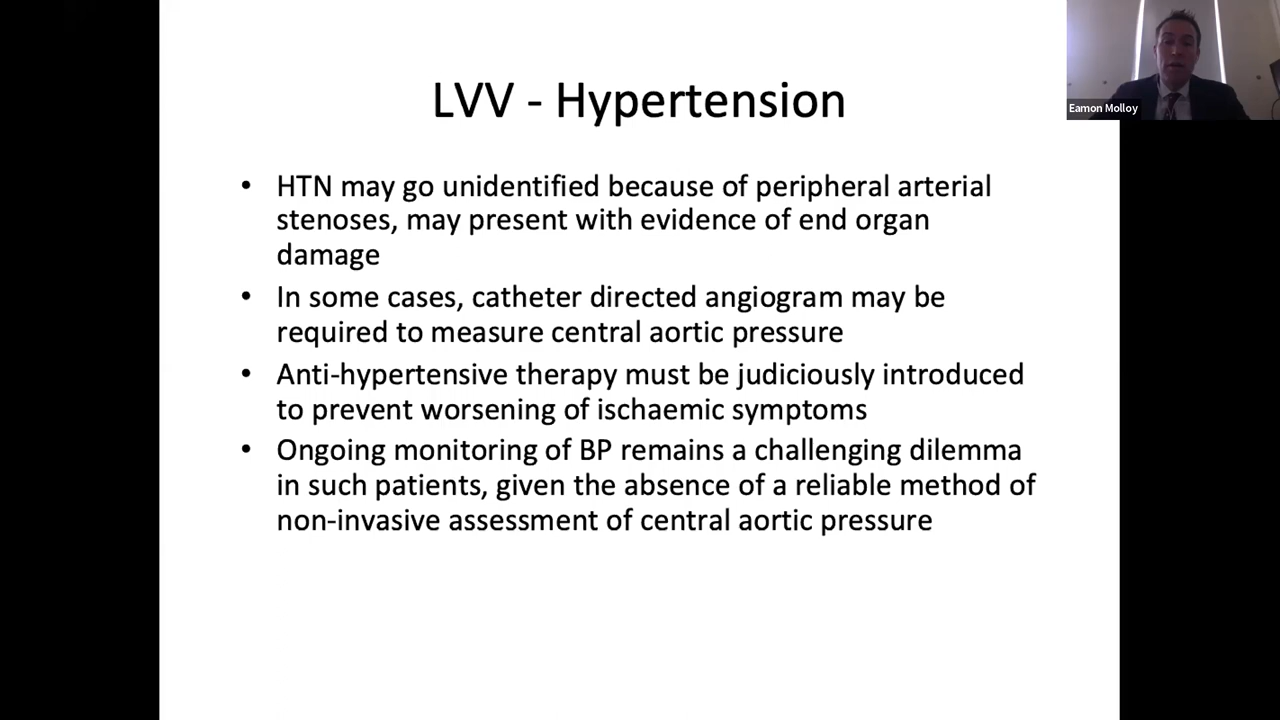 LVV - Hypertension
Eamon Molloy
• HTN may go unidentified because of peripheral arterial
stenoses, may present with evidence of end organ
damage
• In some cases, catheter directed angiogram may be
required to measure central aortic pressure
• Anti-hypertensive therapy must be judiciously introduced
to prevent worsening of ischaemic symptoms
• Ongoing monitoring of BP remains a challenging dilemma
in such patients, given the absence of a reliable method of
non-invasive assessment of central aortic pressure